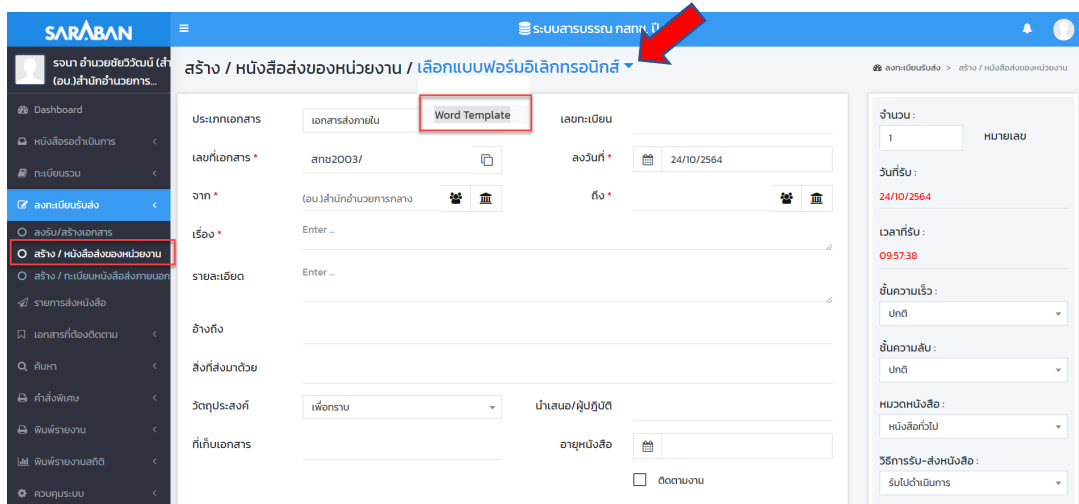 SARABAN
ระบบสารบรรณ กสทช. ปี
รจนา อำนวยชัยวิวัฒน์ (สำ
(อบ.)สำนักอำนวยการ...
สร้าง / หนังสือส่งของหน่วยงาน / เลือกแบบฟอร์มอิเล็กทรอนิกส์
ลงทะเบียนรับส่ง > สร้าง / หนังสือส่งของหน่วยงาน
Dashboard
หนังสือรอดำเนินการ
ทะเบียนรวม
ลงทะเบียนรับส่ง
ลงรับ/สร้างเอกสาร
สร้าง / หนังสือส่งของหน่วยงาน
สร้าง / ทะเบียนหนังสือส่งภายนอก
รายการส่งหนังสือ
เอกสารที่ต้องติดตาม
ค้นหา
คำสั่งพิเศษ
พิมพ์รายงาน
พิมพ์รายงานสถิติ
ควบคุมระบบ
ประเภทเอกสาร เอกสารส่งภายใน Word Template เลขทะเบียน
เลขที่เอกสาร * สทช2003/ ลงวันที่ * 24/10/2564
จาก * (อบ.)สำนักอำนวยการกลาง ถึง *
เรื่อง * Enter ...
รายละเอียด Enter ...
อ้างถึง
สิ่งที่ส่งมาด้วย
วัตถุประสงค์ เพื่อทราบ นำเสนอ/ผู้ปฏิบัติ
ที่เก็บเอกสาร อายุหนังสือ
ติดตามงาน
จำนวน :
1 หมายเลข
วันที่รับ :
24/10/2564
เวลาที่รับ :
09:57:38
ชั้นความเร็ว :
ปกติ
ชั้นความลับ :
ปกติ
หมวดหนังสือ :
หนังสือทั่วไป
วิธีการรับ-ส่งหนังสือ :
รับไปดำเนินการ